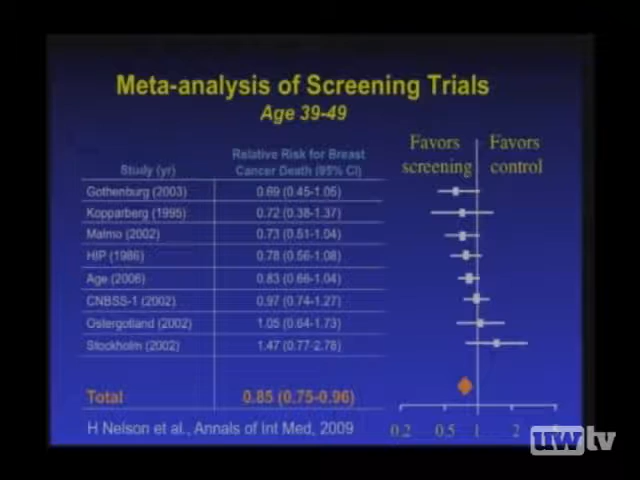 Meta-analysis of Screening Trials
Age 39-49
Favors screening
Favors control
Study (yr)
Relative Risk for Breast Cancer Death (95% CI)
Gothenburg (2003) 0.69 (0.45-1.05)
Kopparberg (1995) 0.72 (0.38-1.37)
Malmo (2002) 0.73 (0.51-1.04)
HIP (1986) 0.78 (0.56-1.08)
Age (2006) 0.83 (0.66-1.04)
CNBSS-1 (2002) 0.97 (0.74-1.27)
Ostergotland (2002) 1.05 (0.64-1.73)
Stockholm (2002) 1.47 (0.77-2.78)
Total 0.85 (0.75-0.96)
0.2 0.5 1 2
H Nelson et al., Annals of Int Med, 2009
uwtv